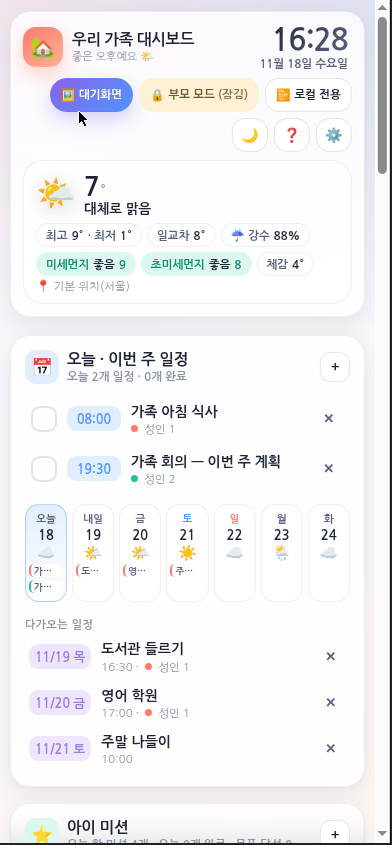 우리 가족 대시보드
좋은 오후예요 🌤️
16:28
11월 18일 수요일
🖼️ 대기화면
🔒 부모 모드 (잠김)
📴 로컬 전용
7°
대체로 맑음
최고 9° · 최저 1°
일교차 8°
☔ 강수 88%
미세먼지 좋음 9
초미세먼지 좋음 8
체감 4°
📍 기본 위치(서울)
오늘 · 이번 주 일정
오늘 2개 일정 · 0개 완료
+
08:00
가족 아침 식사
성인 1
×
19:30
가족 회의 — 이번 주 계획
성인 2
×
오늘 내일 금 토 일 월 화
18 19 20 21 22 23 24
가··· 도··· 영··· 주···
가···
다가오는 일정
11/19 목
도서관 들르기
16:30 · 성인 1
×
11/20 금
영어 학원
17:00 · 성인 1
×
11/21 토
주말 나들이
10:00
×
아이 미션
+